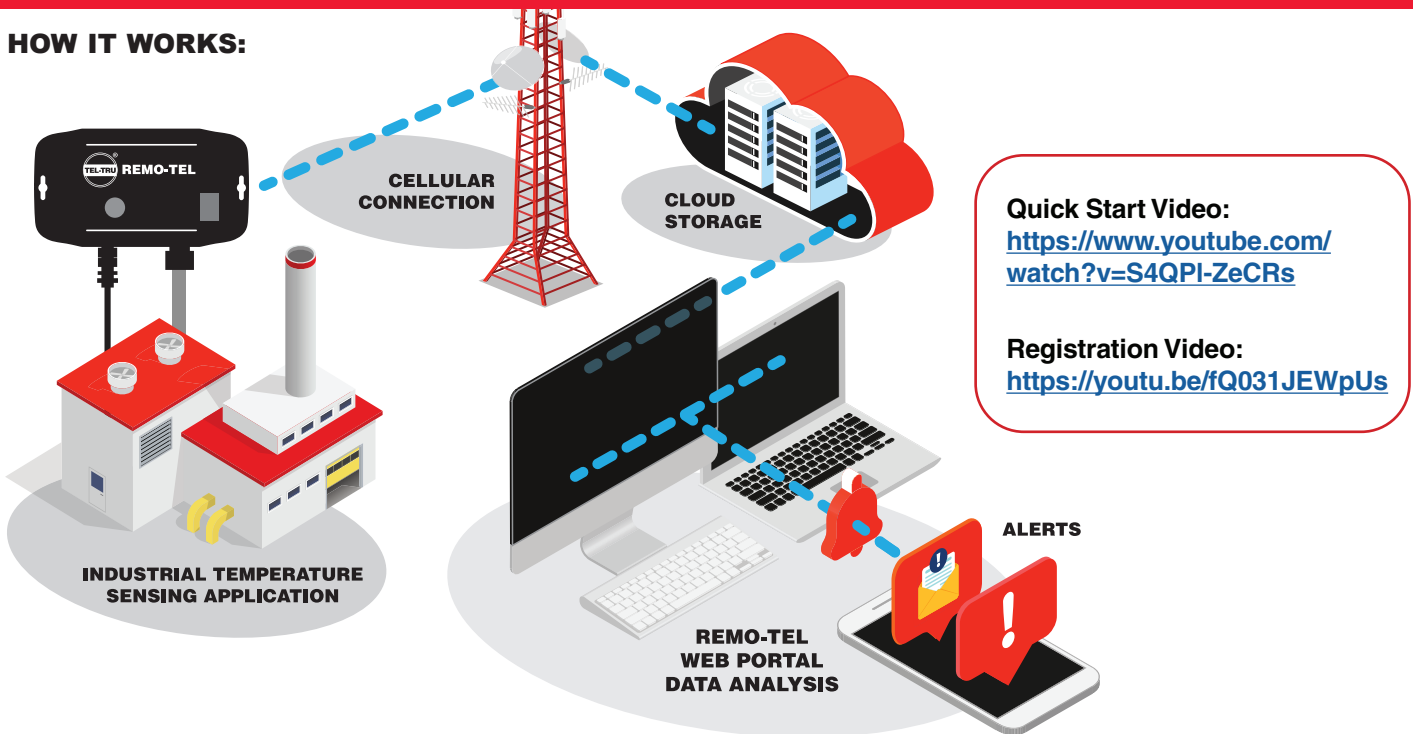 HOW IT WORKS:
TEL-TRU® REMO-TEL
CELLULAR
CONNECTION
CLOUD
STORAGE
Quick Start Video:
https://www.youtube.com/
watch?v=S4QPl-ZeCRs
Registration Video:
https://youtu.be/fQ031JEWpUs
INDUSTRIAL TEMPERATURE
SENSING APPLICATION
ALERTS
REMO-TEL
WEB PORTAL
DATA ANALYSIS